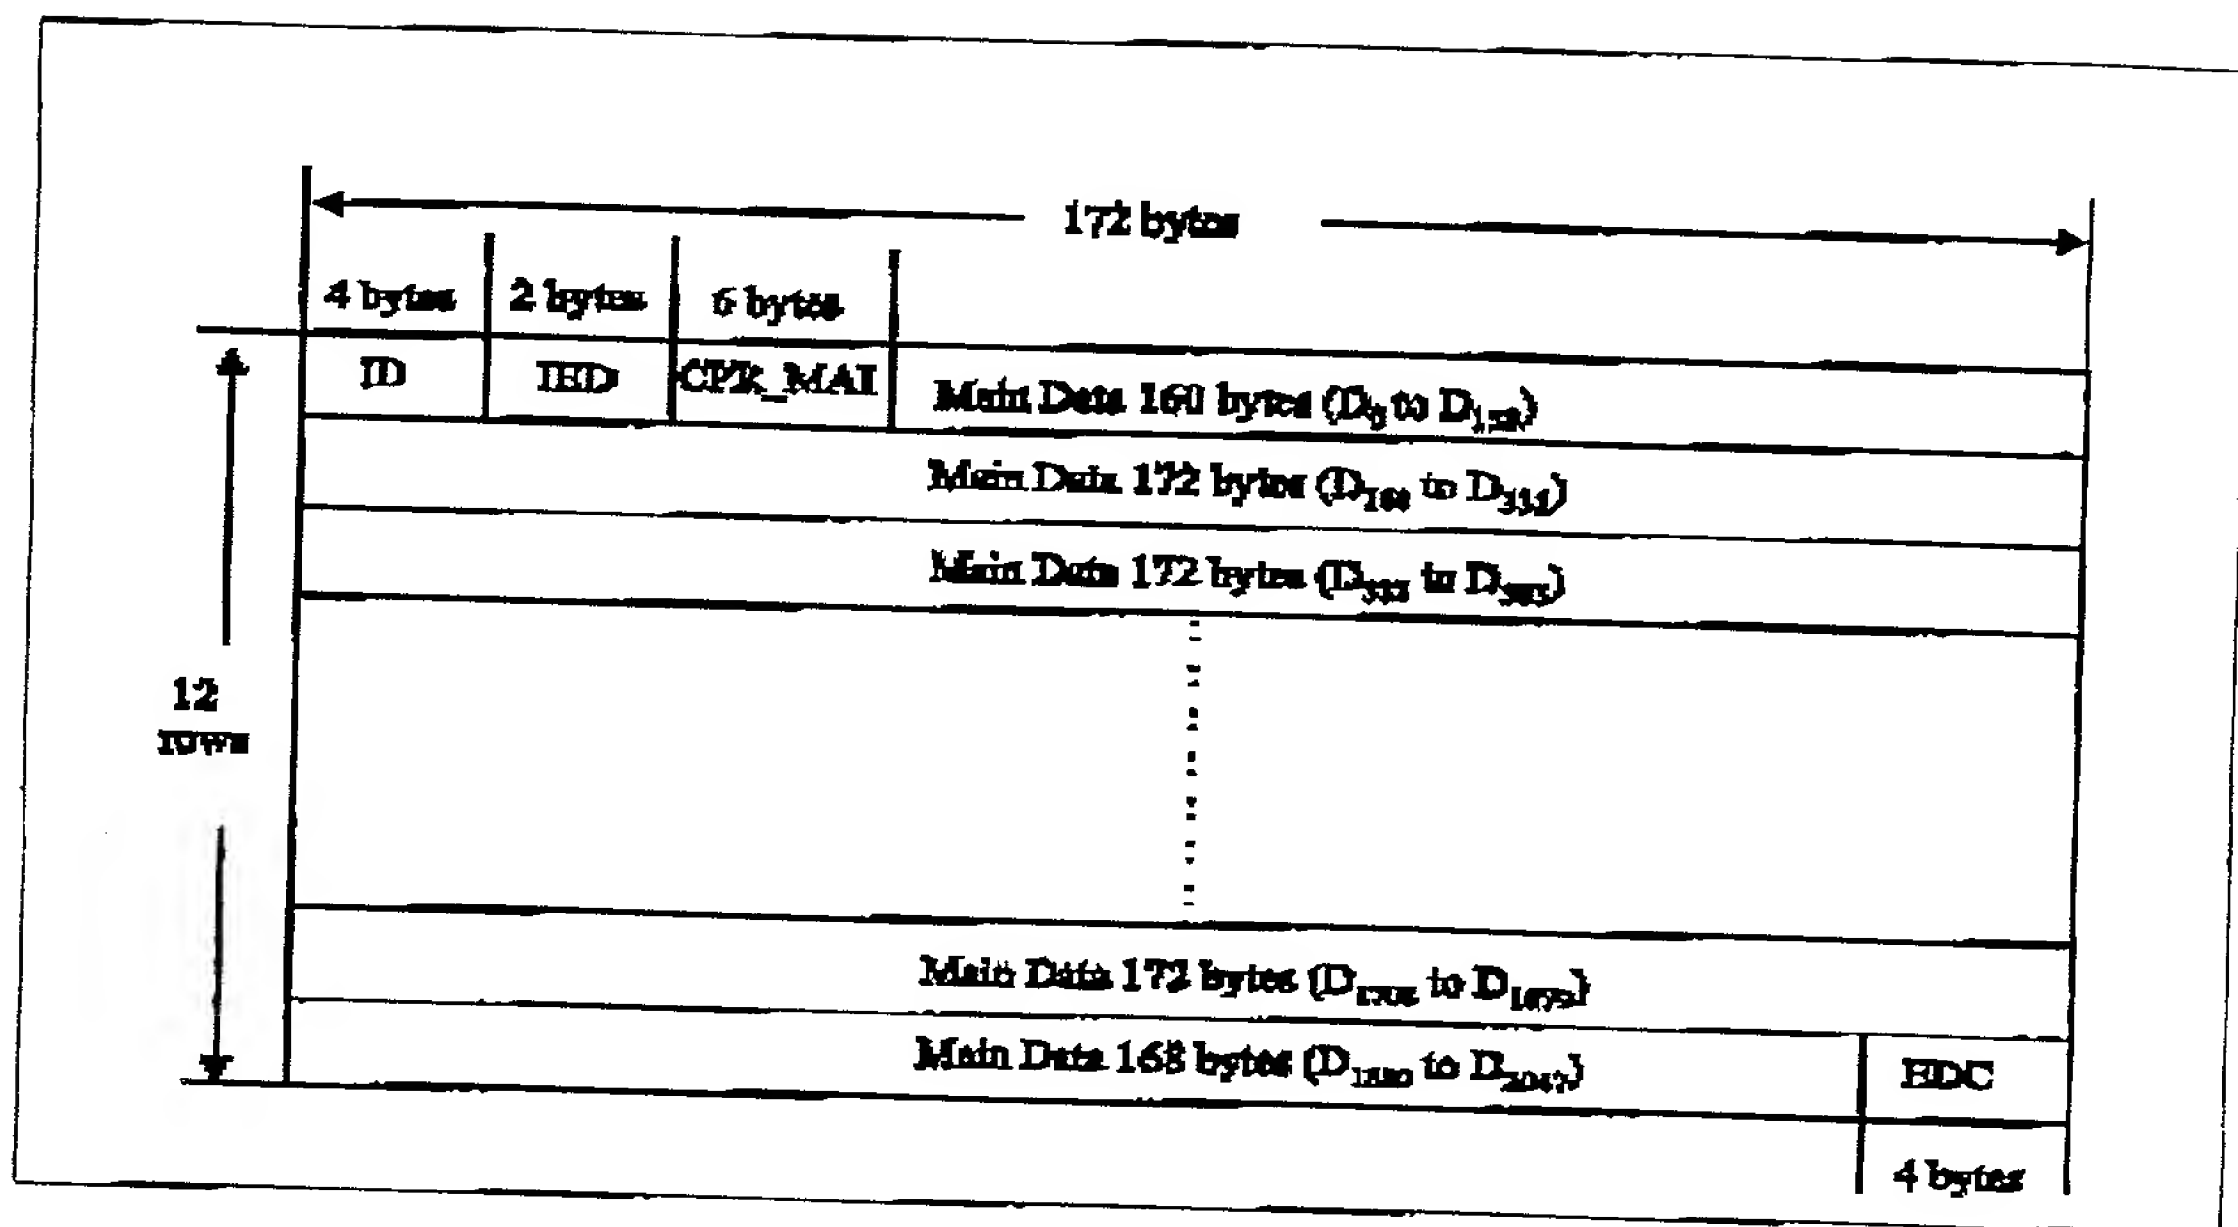 172 bytes
4 bytes 2 bytes 6 bytes
ID IED CPR_MAI Main Data 160 bytes (D0 to D159)
Main Data 172 bytes (D160 to D331)
Main Data 172 bytes (D332 to D503)
12
rows
Main Data 172 bytes (D1708 to D1879)
Main Data 168 bytes (D1880 to D2047) EDC
4 bytes